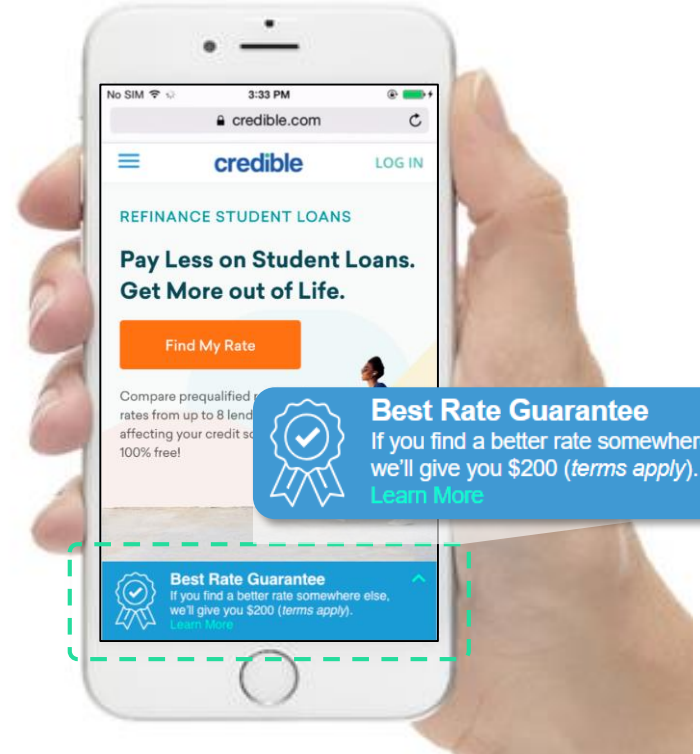 No SIM 3:33 PM
credible.com
credible LOG IN
REFINANCE STUDENT LOANS
Pay Less on Student Loans.
Get More out of Life.
Find My Rate
Compare prequalified
rates from up to 8
affecting your credit
100% free!
Best Rate Guarantee
If you find a better rate
we'll give you $200 (terms apply).
Learn More
Best Rate Guarantee
If you find a better rate somewhere else,
we'll give you $200 (terms apply).
Learn More